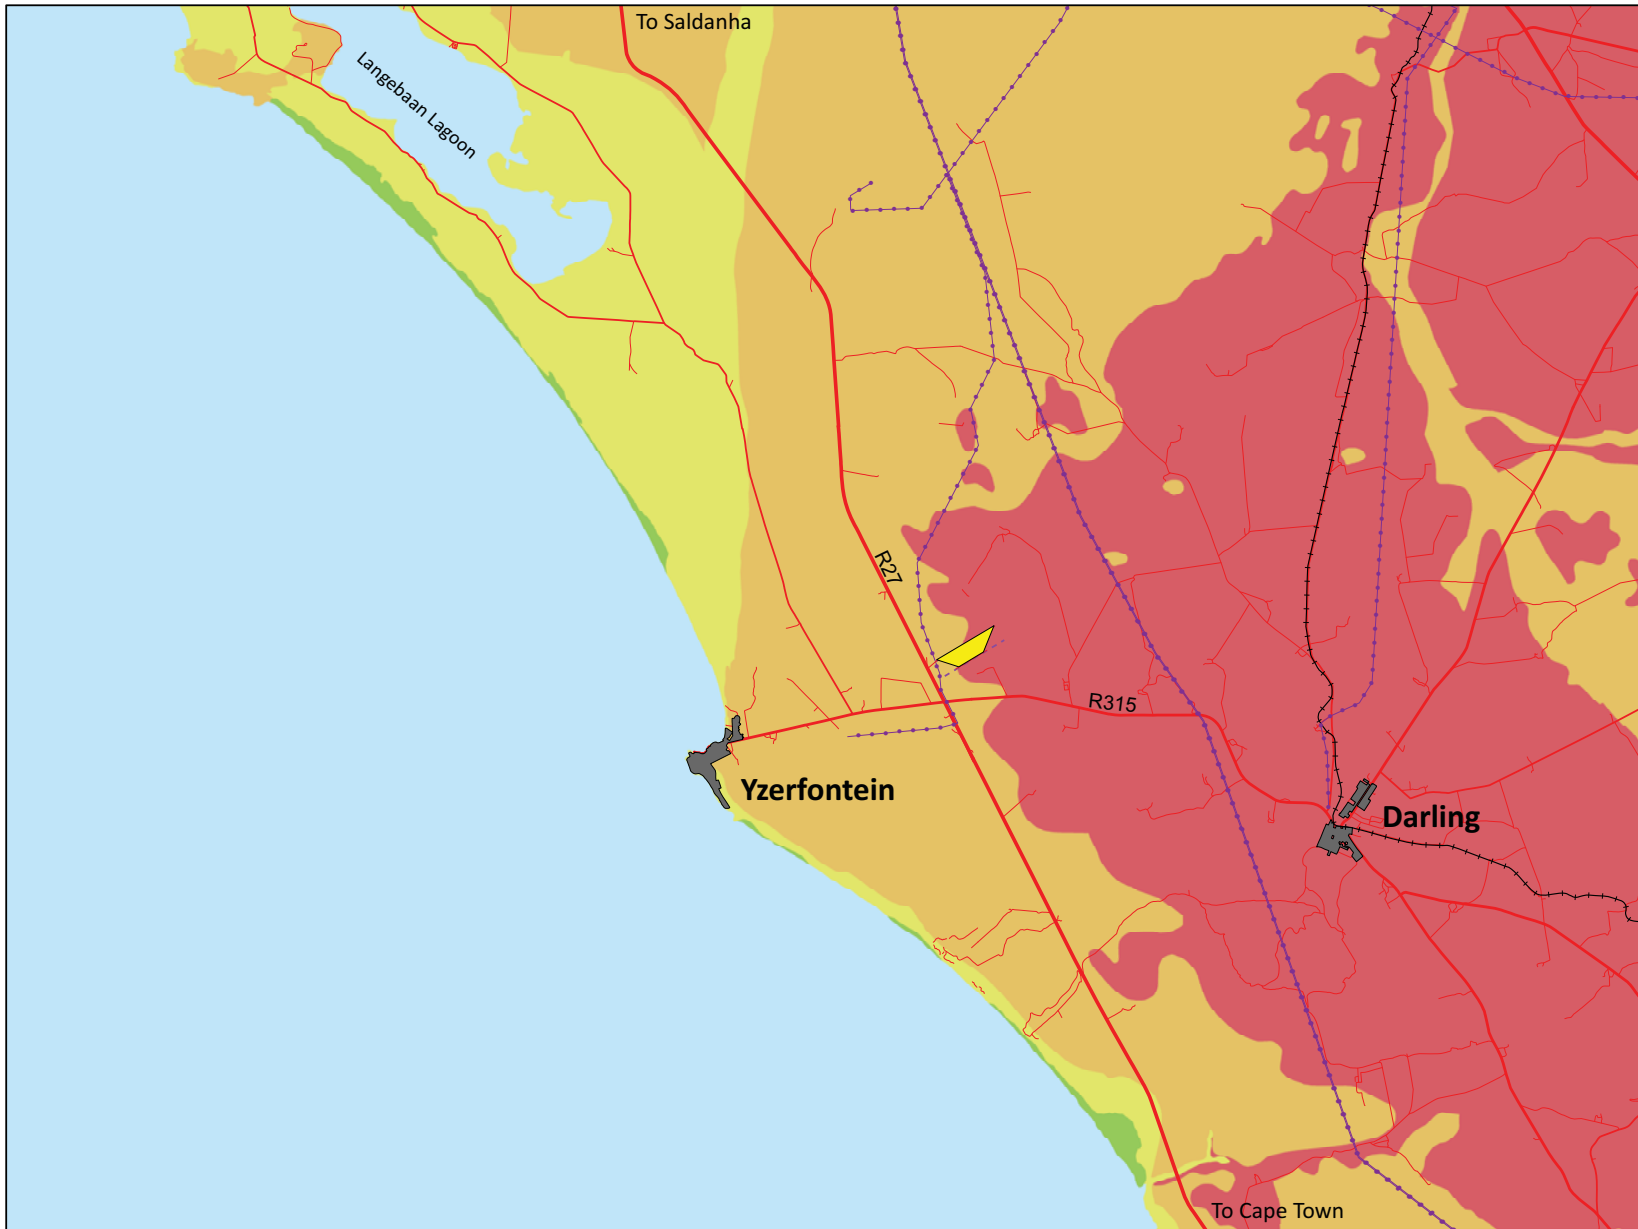 To Saldanha
Langebaan Lagoon
R27
R315
Yzerfontein
Darling
To Cape Town